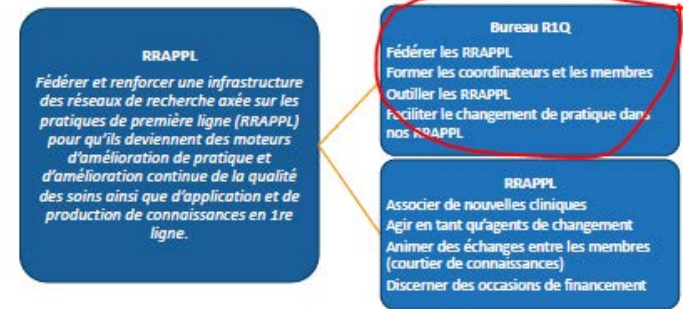 RRAPPL
Fédérer et renforcer une infrastructure
des réseaux de recherche axée sur les
pratiques de première ligne (RRAPPL)
pour qu'ils deviennent des moteurs
d'amélioration de pratique et
d'amélioration continue de la qualité
des soins ainsi que d'application et de
production de connaissances en 1re
ligne.
Bureau R1Q
Fédérer les RRAPPL
Former les coordinateurs et les membres
Outiller les RRAPPL
Faciliter le changement de pratique dans
nos RRAPPL
RRAPPL
Associer de nouvelles cliniques
Agir en tant qu'agents de changement
Animer des échanges entre les membres
(courtier de connaissances)
Discerner des occasions de financement